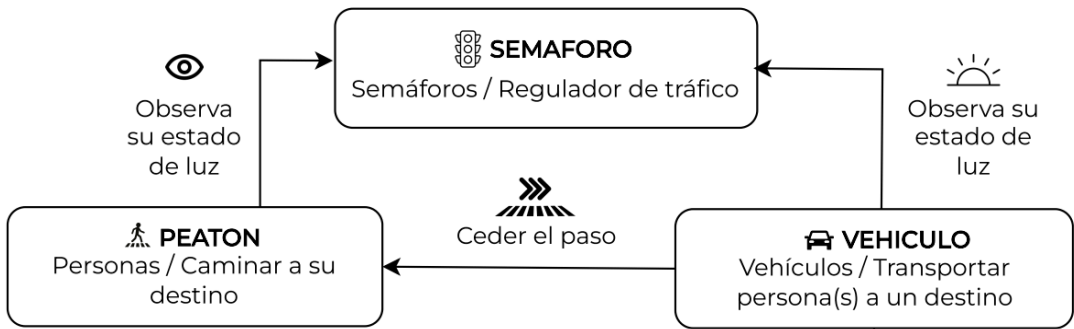 SEMAFORO
Semáforos / Regulador de tráfico
Observa
su estado
de luz
Observa su
estado de
luz
Ceder el paso
PEATON
Personas / Caminar a su
destino
VEHICULO
Vehículos / Transportar
persona(s) a un destino